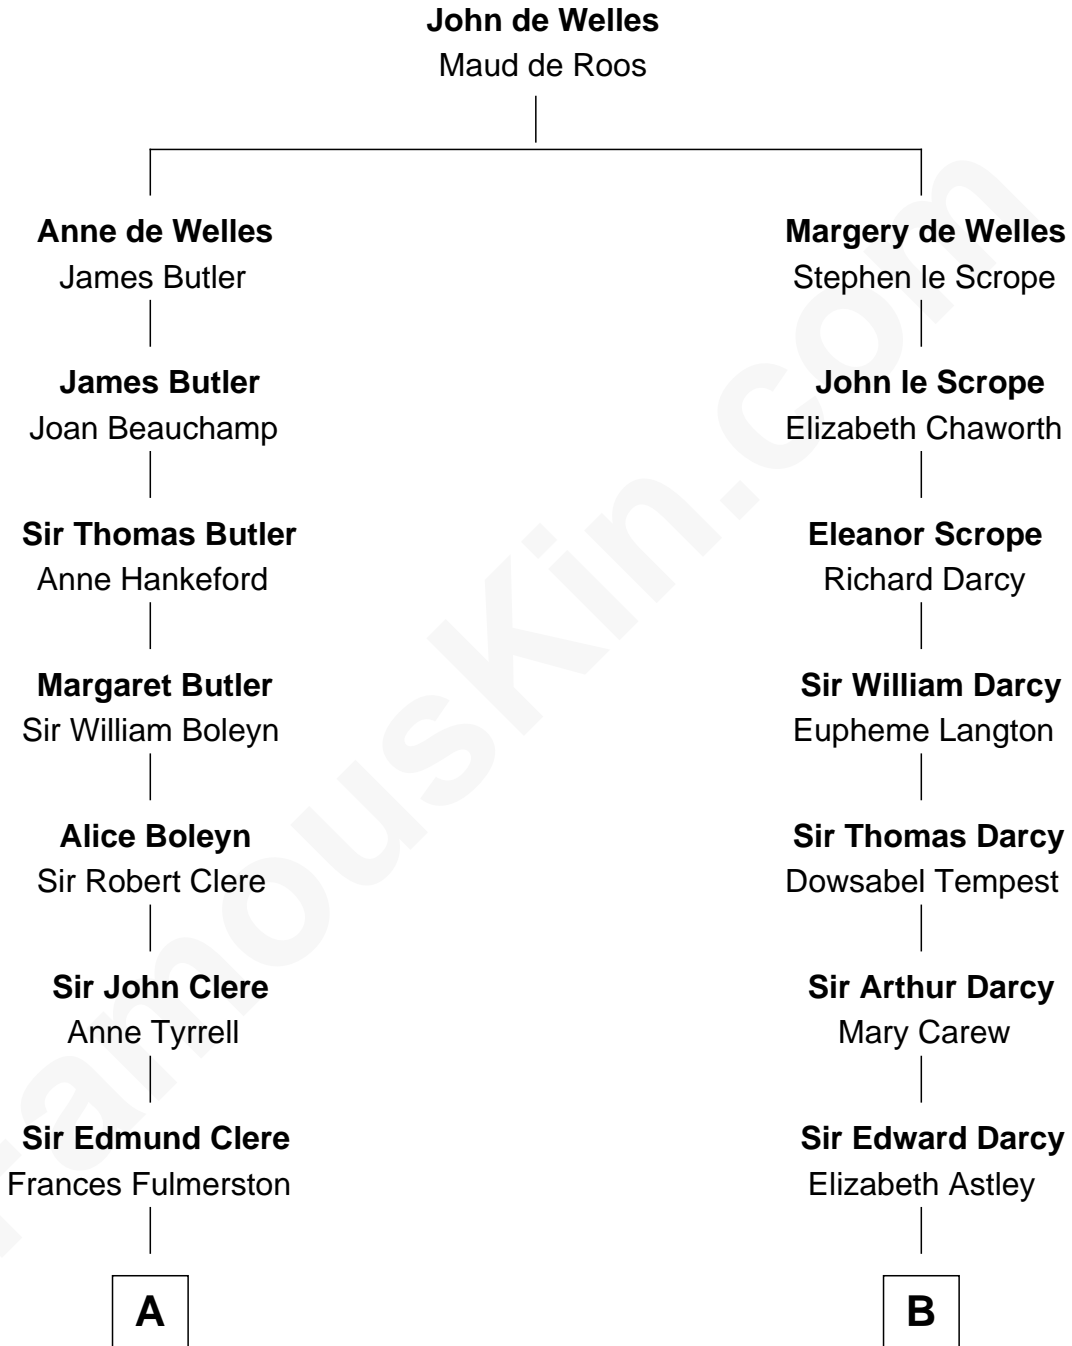 John de Welles
Maud de Roos
Anne de Welles
James Butler
Margery de Welles
Stephen le Scrope
James Butler
Joan Beauchamp
John le Scrope
Elizabeth Chaworth
Sir Thomas Butler
Anne Hankeford
Eleanor Scrope
Richard Darcy
Margaret Butler
Sir William Boleyn
Sir William Darcy
Eupheme Langton
Alice Boleyn
Sir Robert Clere
Sir Thomas Darcy
Dowsabel Tempest
Sir John Clere
Anne Tyrrell
Sir Arthur Darcy
Mary Carew
Sir Edmund Clere
Frances Fulmerston
Sir Edward Darcy
Elizabeth Astley
A
B
FamousKin.com